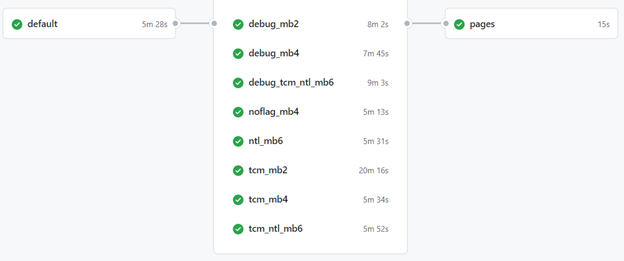 default 5m 28s
debug_mb2 8m 2s
debug_mb4 7m 45s
debug_tcm_ntl_mb6 9m 3s
noflag_mb4 5m 13s
ntl_mb6 5m 31s
tcm_mb2 20m 16s
tcm_mb4 5m 34s
tcm_ntl_mb6 5m 52s
pages 15s